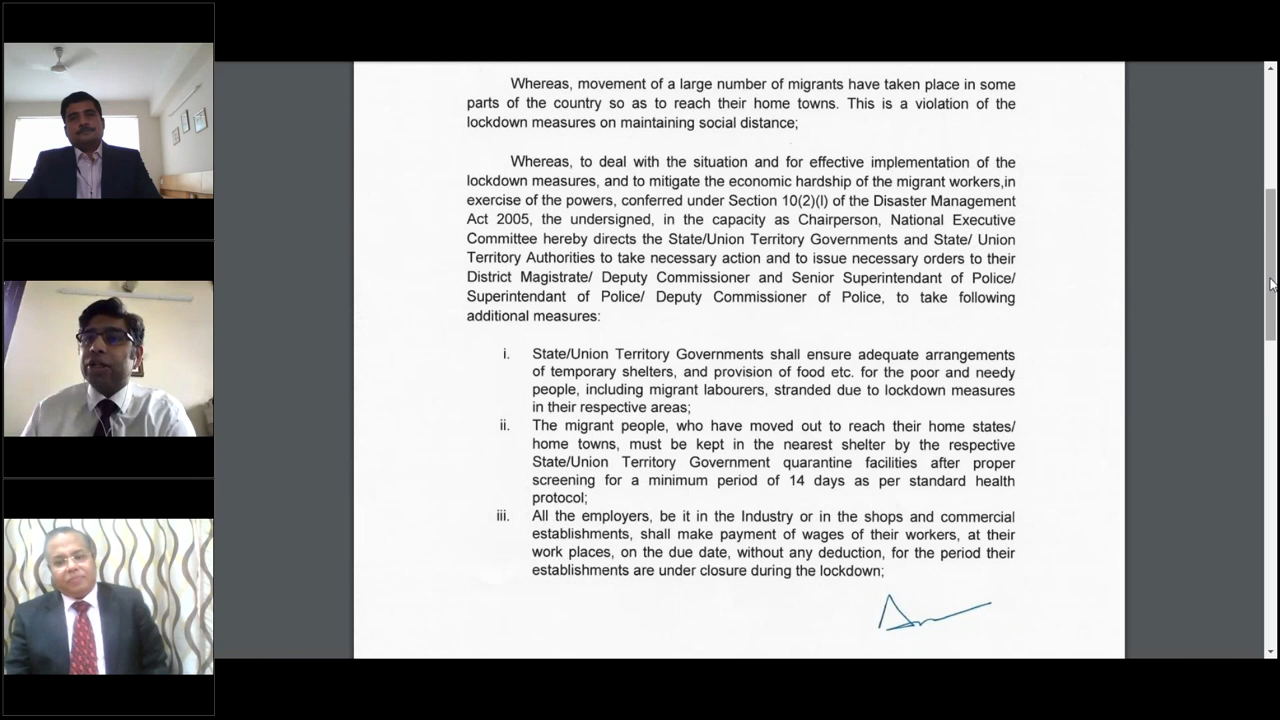 Whereas, movement of a large number of migrants have taken place in some
parts of the country so as to reach their home towns. This is a violation of the
lockdown measures on maintaining social distance;
Whereas, to deal with the situation and for effective implementation of the
lockdown measures, and to mitigate the economic hardship of the migrant workers,in
exercise of the powers, conferred under Section 10(2)(l) of the Disaster Management
Act 2005, the undersigned, in the capacity as Chairperson, National Executive
Committee hereby directs the State/Union Territory Governments and State/ Union
Territory Authorities to take necessary action and to issue necessary orders to their
District Magistrate/ Deputy Commissioner and Senior Superintendant of Police/
Superintendant of Police/ Deputy Commissioner of Police, to take following
additional measures:
i. State/Union Territory Governments shall ensure adequate arrangements
of temporary shelters, and provision of food etc. for the poor and needy
people, including migrant labourers, stranded due to lockdown measures
in their respective areas;
ii. The migrant people, who have moved out to reach their home states/
home towns, must be kept in the nearest shelter by the respective
State/Union Territory Government quarantine facilities after proper
screening for a minimum period of 14 days as per standard health
protocol;
iii. All the employers, be it in the Industry or in the shops and commercial
establishments, shall make payment of wages of their workers, at their
work places, on the due date, without any deduction, for the period their
establishments are under closure during the lockdown;